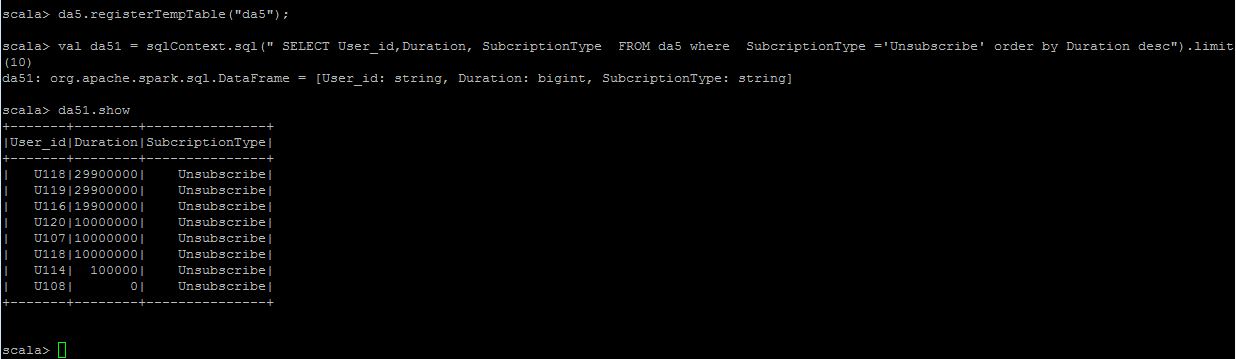 scala> da5.registerTempTable("da5");
scala> val da51 = sqlContext.sql(" SELECT User_id,Duration, SubcriptionType  FROM da5 where  SubcriptionType ='Unsubscribe' order by Duration desc").limit
(10)
da51: org.apache.spark.sql.DataFrame = [User_id: string, Duration: bigint, SubcriptionType: string]
scala> da51.show
+-------+--------+---------------+
|User_id|Duration|SubcriptionType|
+-------+--------+---------------+
|   U118|29900000|    Unsubscribe|
|   U119|29900000|    Unsubscribe|
|   U116|19900000|    Unsubscribe|
|   U120|10000000|    Unsubscribe|
|   U107|10000000|    Unsubscribe|
|   U118|10000000|    Unsubscribe|
|   U114|  100000|    Unsubscribe|
|   U108|       0|    Unsubscribe|
+-------+--------+---------------+
scala>